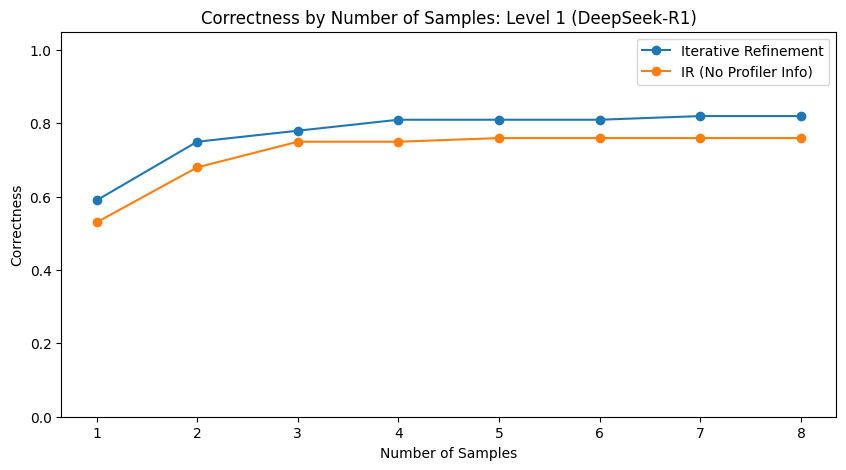 Correctness by Number of Samples: Level 1 (DeepSeek-R1)
Iterative Refinement
IR (No Profiler Info)
Correctness
1.0
0.8
0.6
0.4
0.2
0.0
1 2 3 4 5 6 7 8
Number of Samples